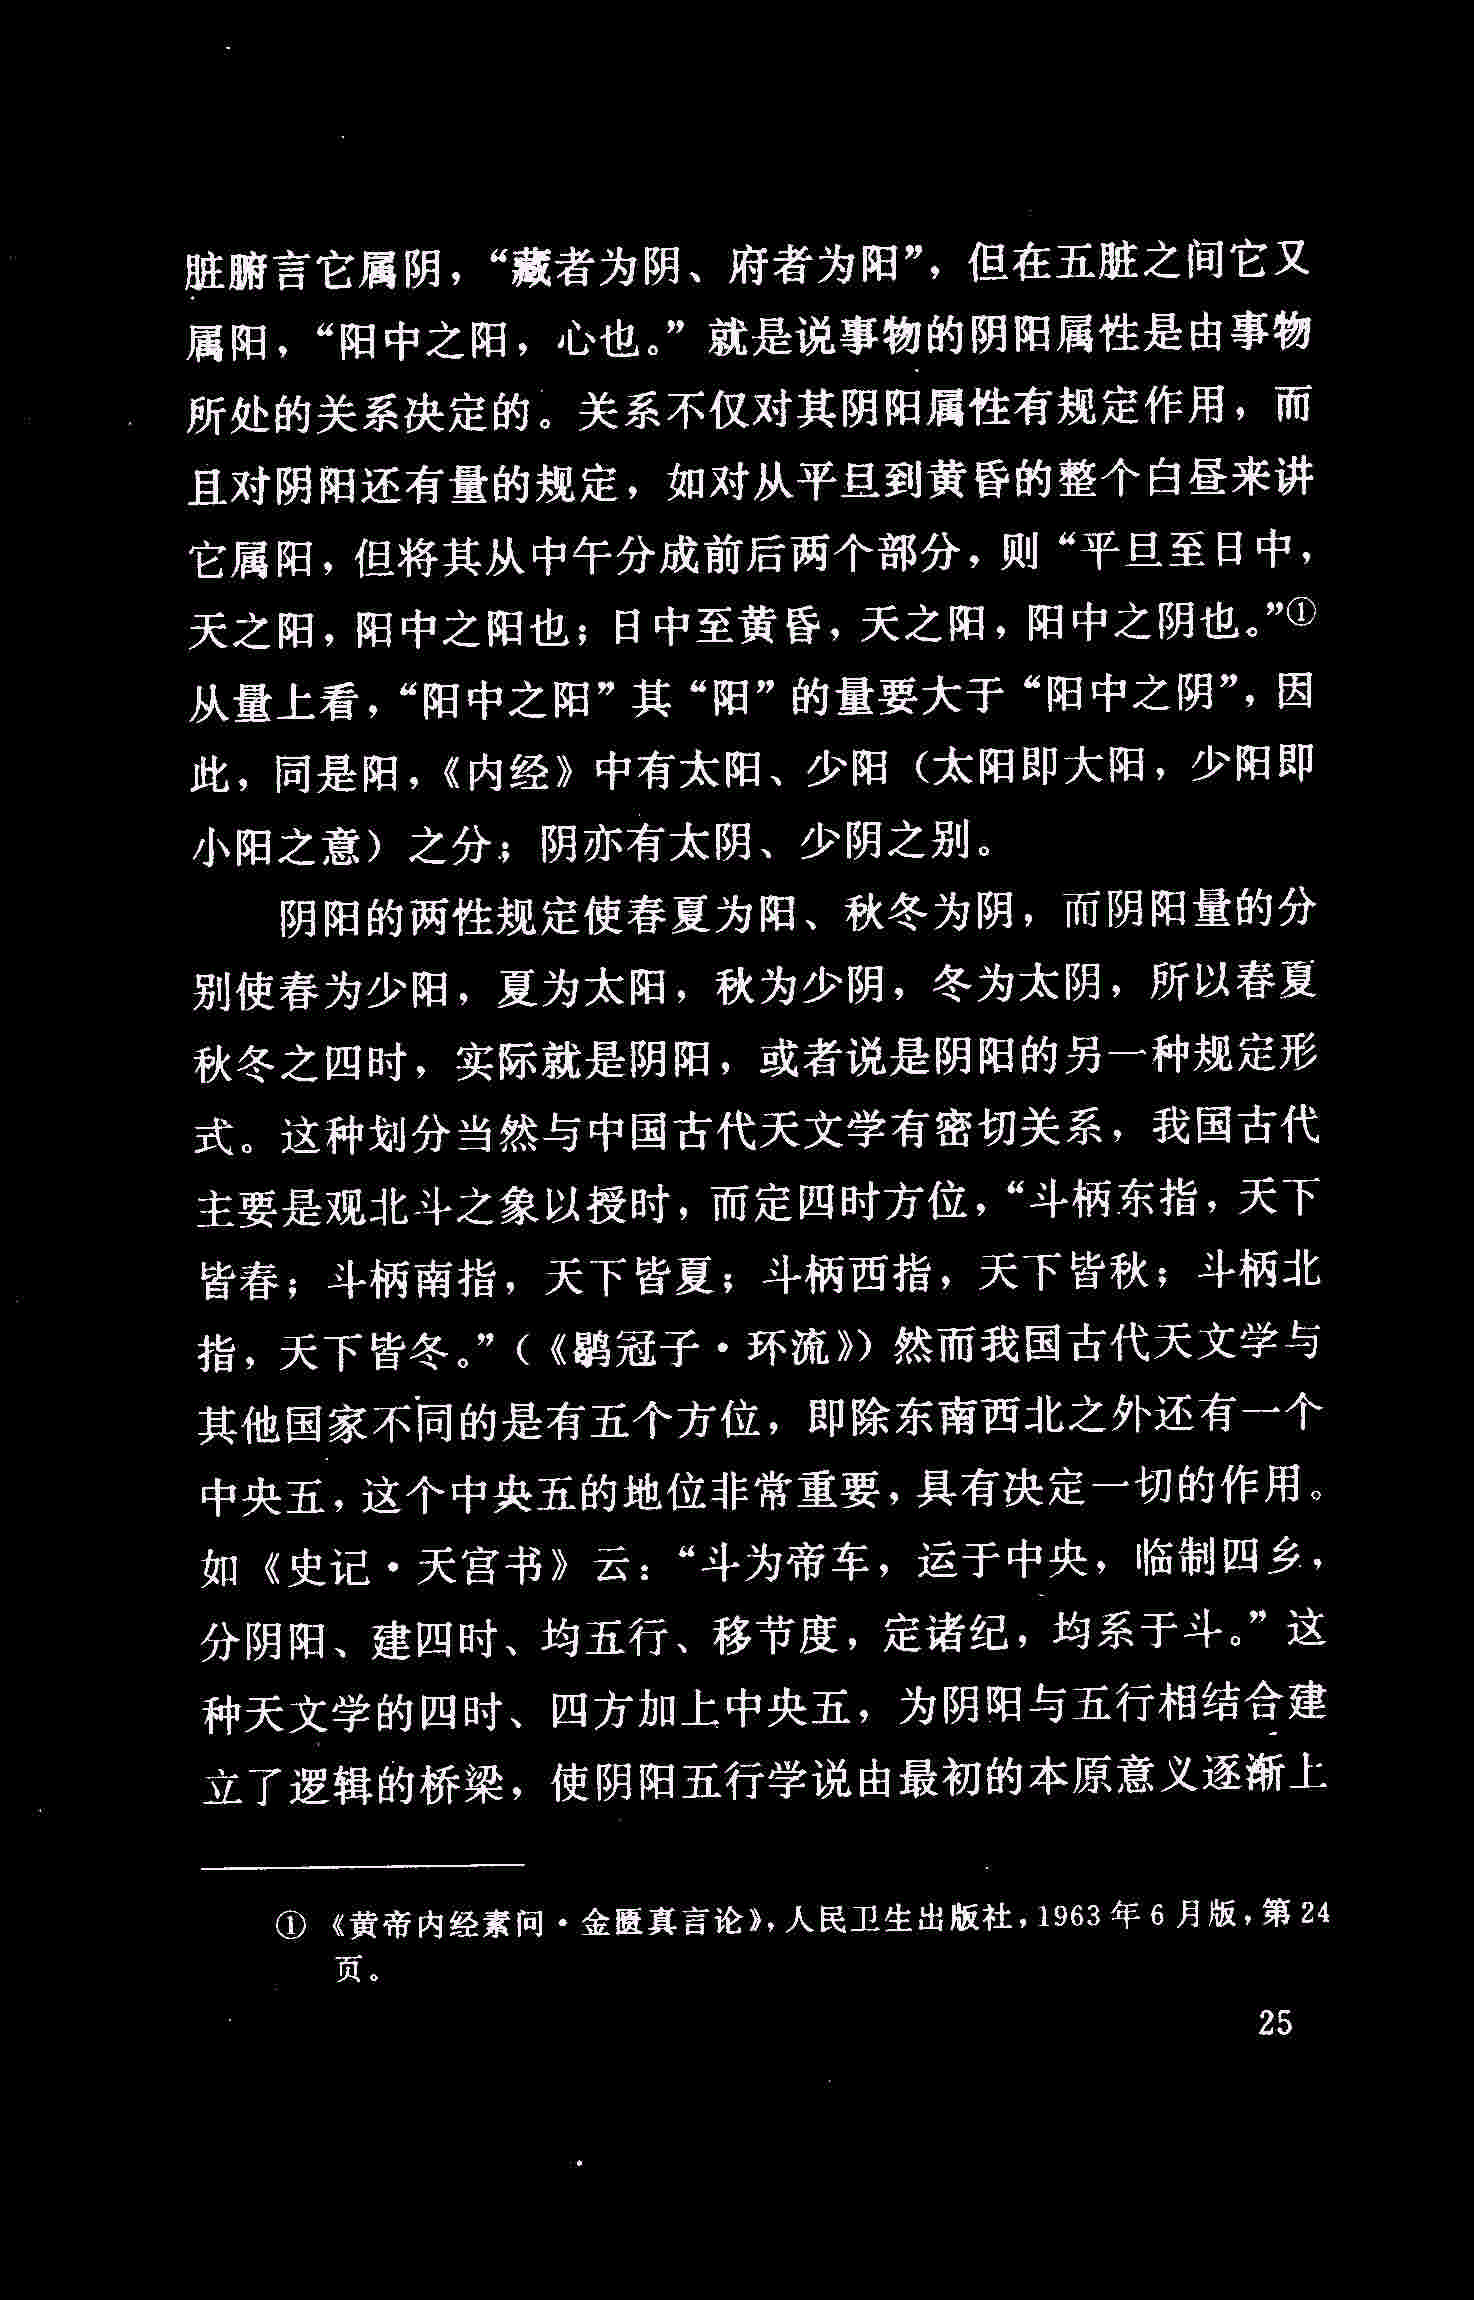 脏腑言它属阴，“藏者为阴、府者为阳”，但在五脏之间它又
属阳，“阳中之阳，心也。”就是说事物的阴阳属性是由事物
所处的关系决定的。关系不仅对其阴阳属性有规定作用，而
且对阴阳还有量的规定，如对从平旦到黄昏的整个白昼来讲
它属阳，但将其从中午分成前后两个部分，则“平旦至日中，
天之阳，阳中之阳也；日中至黄昏，天之阳，阳中之阴也。”①
从量上看，“阳中之阳”其“阳”的量要大于“阳中之阴”，因
此，同是阳，《内经》中有太阳、少阳（太阳即大阳，少阳即
小阳之意）之分；阴亦有太阴、少阴之别。
阴阳的两性规定使春夏为阳、秋冬为阴，而阴阳量的分
别使春为少阳，夏为太阳，秋为少阴，冬为太阴，所以春夏
秋冬之四时，实际就是阴阳，或者说是阴阳的另一种规定形
式。这种划分当然与中国古代天文学有密切关系，我国古代
主要是观北斗之象以授时，而定四时方位，“斗柄东指，天下
皆春；斗柄南指，天下皆夏；斗柄西指，天下皆秋；斗柄北
指，天下皆冬。”（《鹖冠子·环流》）然而我国古代天文学与
其他国家不同的是有五个方位，即除东南西北之外还有一个
中央五，这个中央五的地位非常重要，具有决定一切的作用。
如《史记·天宫书》云：“斗为帝车，运于中央，临制四乡，
分阴阳、建四时、均五行、移节度，定诸纪，均系于斗。”这
种天文学的四时、四方加上中央五，为阴阳与五行相结合建
立了逻辑的桥梁，使阴阳五行学说由最初的本原意义逐渐上
① 《黄帝内经素问·金匮真言论》，人民卫生出版社，1963年6月版，第24
页。
25